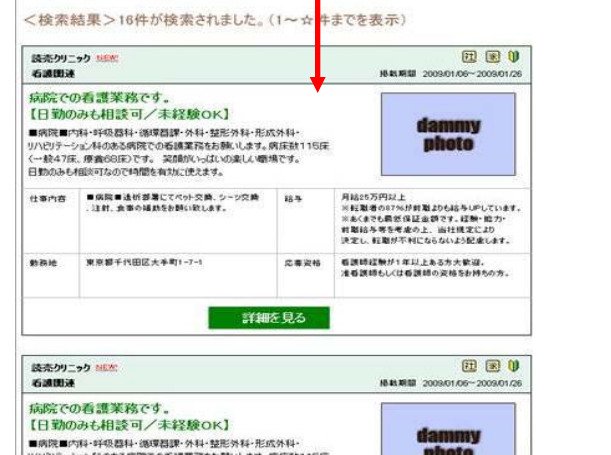 ＜検索結果＞16件が検索されました。(1～☆件までを表示)
読売クリニック NEW
看護関連
社 家
掲載期間 2009/01/06～2009/01/26
病院での看護業務です。
【日勤のみも相談可／未経験OK】
■病院■内科・呼吸器科・循環器課・外科・整形外科・形成外科・
リハビリテーション科のある病院での看護業務をお願いします。病床数115床
(一般47床、療養68床)です。 笑顔がいっぱいの楽しい職場です。
日勤のみも相談可なので時間を有効に使えます。
dammy
photo
仕事内容
■病院■透析部署にてベット交換、シーツ交換
、注射、食事の補助をお願い致します。
給与
月給25万円以上
※転職者の87%が前職よりも給与UPしています。
※あくまでも最低保証金額です。経験・能力・
前職給与等を考慮の上、当社規定により
決定し、転職が不利にならないよう配慮します。
勤務地
東京都千代田区大手町1-7-1
応募資格
看護師経験が1年以上ある方大歓迎。
准看護師もしくは看護師の資格をお持ちの方。
詳細を見る
読売クリニック NEW
看護関連
社 家
掲載期間 2009/01/06～2009/01/26
病院での看護業務です。
【日勤のみも相談可／未経験OK】
■病院■内科・呼吸器科・循環器課・外科・整形外科・形成外科・
dammy
photo